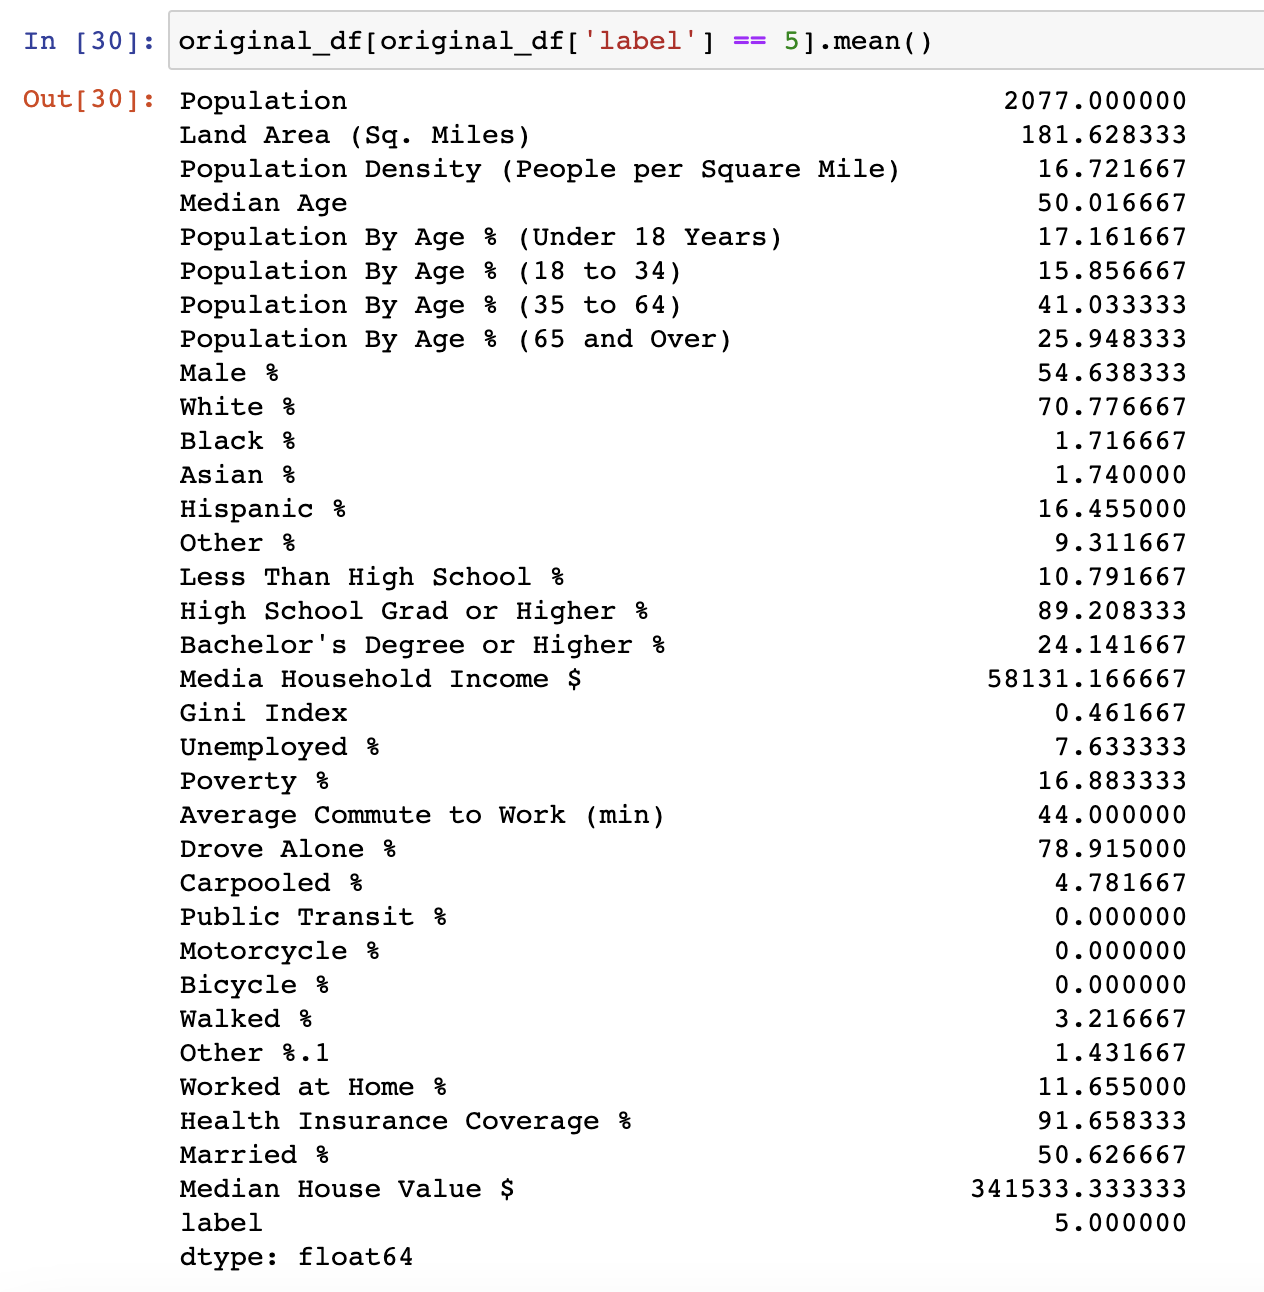 In [30]: original_df[original_df['label'] == 5].mean()
Out[30]: Population 2077.000000
Land Area (Sq. Miles) 181.628333
Population Density (People per Square Mile) 16.721667
Median Age 50.016667
Population By Age % (Under 18 Years) 17.161667
Population By Age % (18 to 34) 15.856667
Population By Age % (35 to 64) 41.033333
Population By Age % (65 and Over) 25.948333
Male % 54.638333
White % 70.776667
Black % 1.716667
Asian % 1.740000
Hispanic % 16.455000
Other % 9.311667
Less Than High School % 10.791667
High School Grad or Higher % 89.208333
Bachelor's Degree or Higher % 24.141667
Media Household Income $ 58131.166667
Gini Index 0.461667
Unemployed % 7.633333
Poverty % 16.883333
Average Commute to Work (min) 44.000000
Drove Alone % 78.915000
Carpooled % 4.781667
Public Transit % 0.000000
Motorcycle % 0.000000
Bicycle % 0.000000
Walked % 3.216667
Other %.1 1.431667
Worked at Home % 11.655000
Health Insurance Coverage % 91.658333
Married % 50.626667
Median House Value $ 341533.333333
label 5.000000
dtype: float64